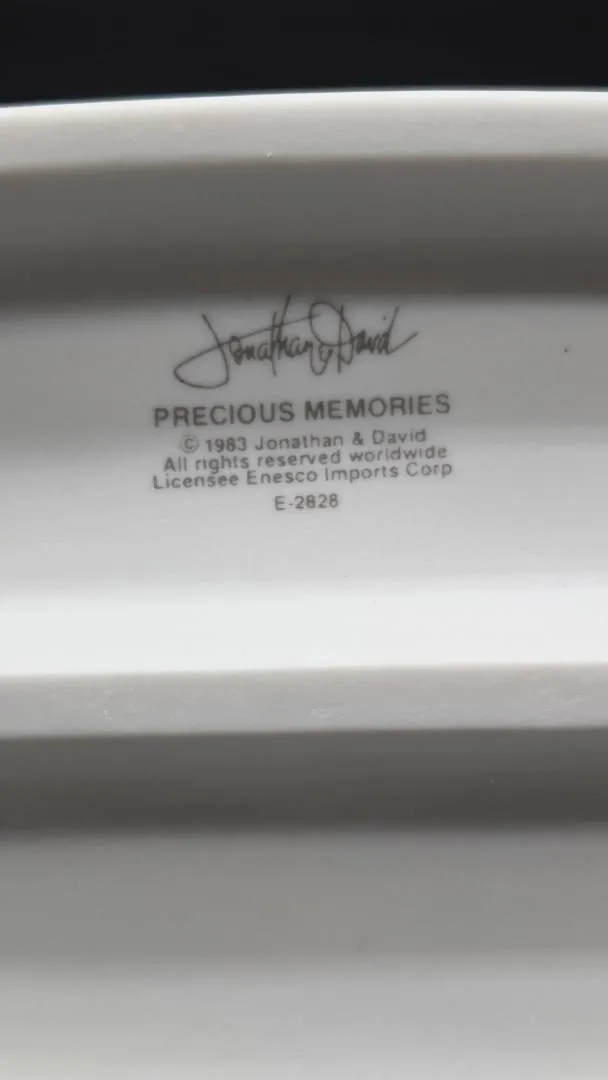 Jonathan & David
PRECIOUS MEMORIES
© 1983 Jonathan & David
All rights reserved worldwide
Licensee Enesco Imports Corp
E-2828